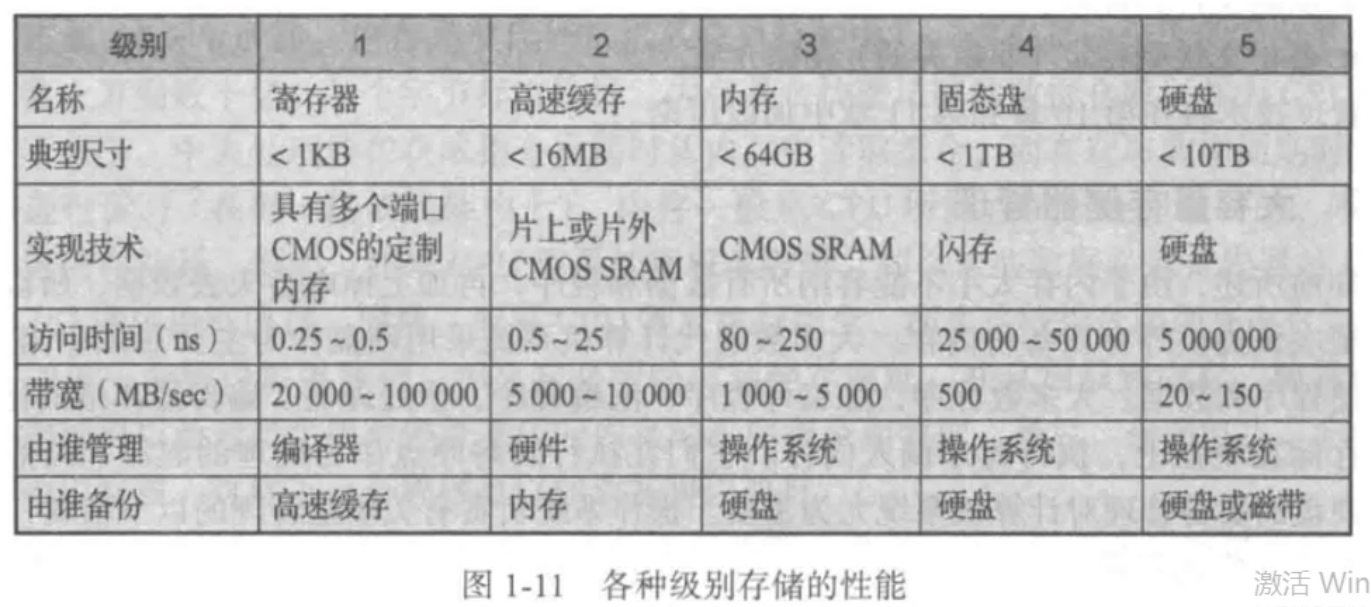 级别 1 2 3 4 5
名称 寄存器 高速缓存 内存 固态盘 硬盘
典型尺寸 < 1KB < 16MB < 64GB < 1TB < 10TB
实现技术 具有多个端口CMOS的定制内存 片上或片外CMOS SRAM CMOS SRAM 闪存 硬盘
访问时间（ns） 0.25 ~ 0.5 0.5 ~ 25 80 ~ 250 25 000 ~ 50 000 5 000 000
带宽（MB/sec） 20 000 ~ 100 000 5 000 ~ 10 000 1 000 ~ 5 000 500 20 ~ 150
由谁管理 编译器 硬件 操作系统 操作系统 操作系统
由谁备份 高速缓存 内存 硬盘 硬盘 硬盘或磁带
图 1-11 各种级别存储的性能
激活 Win